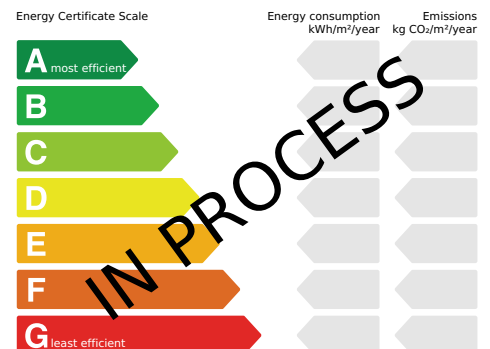 Energy Certificate Scale
Energy consumption
kWh/m²/year
Emissions
kg CO₂/m²/year
A most efficient
B
C
D
E
F
G least efficient
IN PROCESS